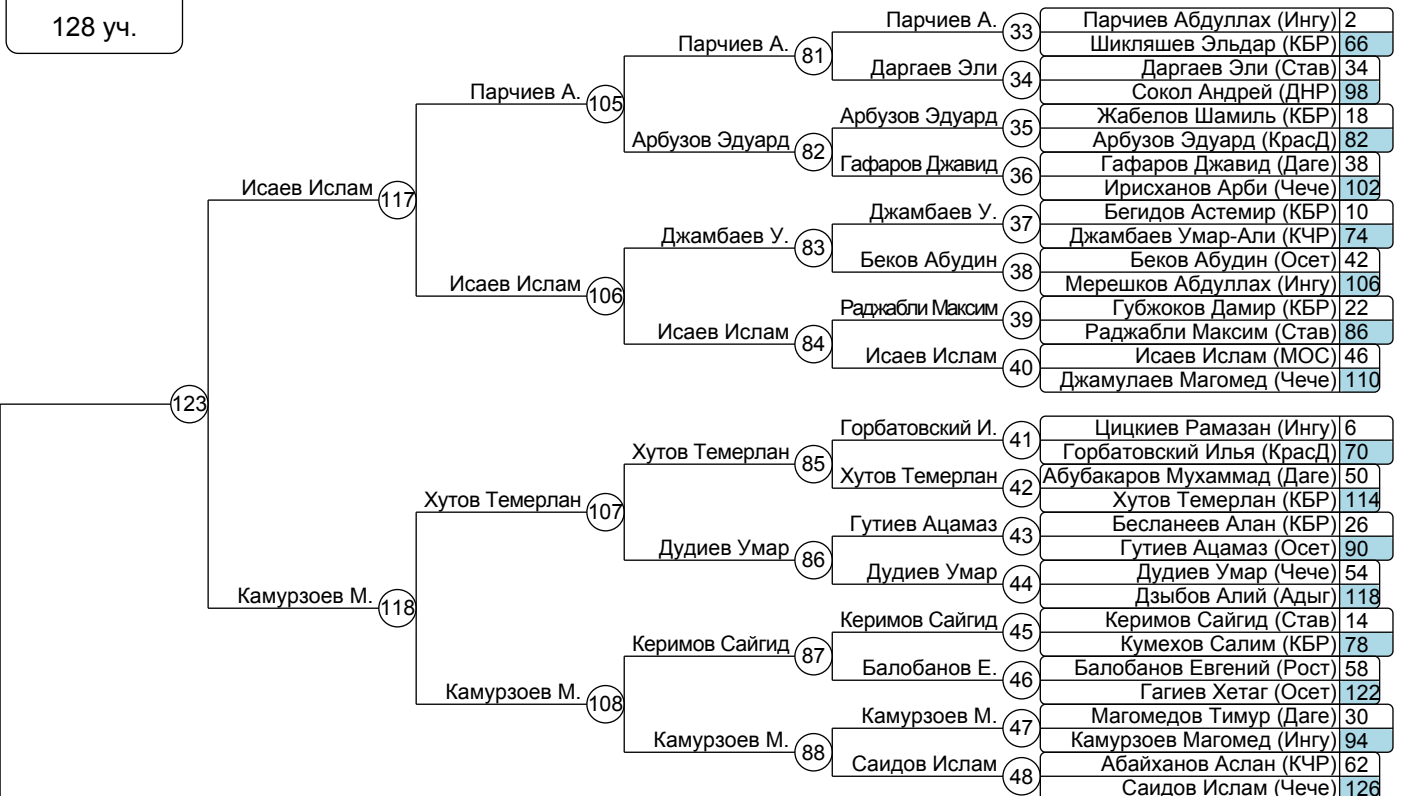 128 уч.
Парчиев А. 33 Парчиев Абдуллах (Ингу) 2
Шикляшев Эльдар (КБР) 66
Парчиев А. 81
Даргаев Эли 34 Даргаев Эли (Став) 34
Сокол Андрей (ДНР) 98
Парчиев А. 105
Арбузов Эдуард 35 Жабелов Шамиль (КБР) 18
Арбузов Эдуард (КрасД) 82
Арбузов Эдуард 82
Гафаров Джавид 36 Гафаров Джавид (Даге) 38
Ирисханов Арби (Чече) 102
Исаев Ислам 117
Джамбаев У. 37 Бегидов Астемир (КБР) 10
Джамбаев Умар-Али (КЧР) 74
Джамбаев У. 83
Беков Абудин 38 Беков Абудин (Осет) 42
Мерешков Абдуллах (Ингу) 106
Исаев Ислам 106
Раджабли Максим 39 Губжоков Дамир (КБР) 22
Раджабли Максим (Став) 86
Исаев Ислам 84
Исаев Ислам 40 Исаев Ислам (МОС) 46
Джамулаев Магомед (Чече) 110
123
Горбатовский И. 41 Цицкиев Рамазан (Ингу) 6
Горбатовский Илья (КрасД) 70
Хутов Темерлан 85
Хутов Темерлан 42 Абубакаров Мухаммад (Даге) 50
Хутов Темерлан (КБР) 114
Хутов Темерлан 107
Гутиев Ацамаз 43 Бесланеев Алан (КБР) 26
Гутиев Ацамаз (Осет) 90
Дудиев Умар 86
Дудиев Умар 44 Дудиев Умар (Чече) 54
Дзыбов Алий (Адыг) 118
Камурзоев М. 118
Керимов Сайгид 45 Керимов Сайгид (Став) 14
Кумехов Салим (КБР) 78
Керимов Сайгид 87
Балобанов Е. 46 Балобанов Евгений (Рост) 58
Гагиев Хетаг (Осет) 122
Камурзоев М. 108
Камурзоев М. 47 Магомедов Тимур (Даге) 30
Камурзоев Магомед (Ингу) 94
Камурзоев М. 88
Саидов Ислам 48 Абайханов Аслан (КЧР) 62
Саидов Ислам (Чече) 126